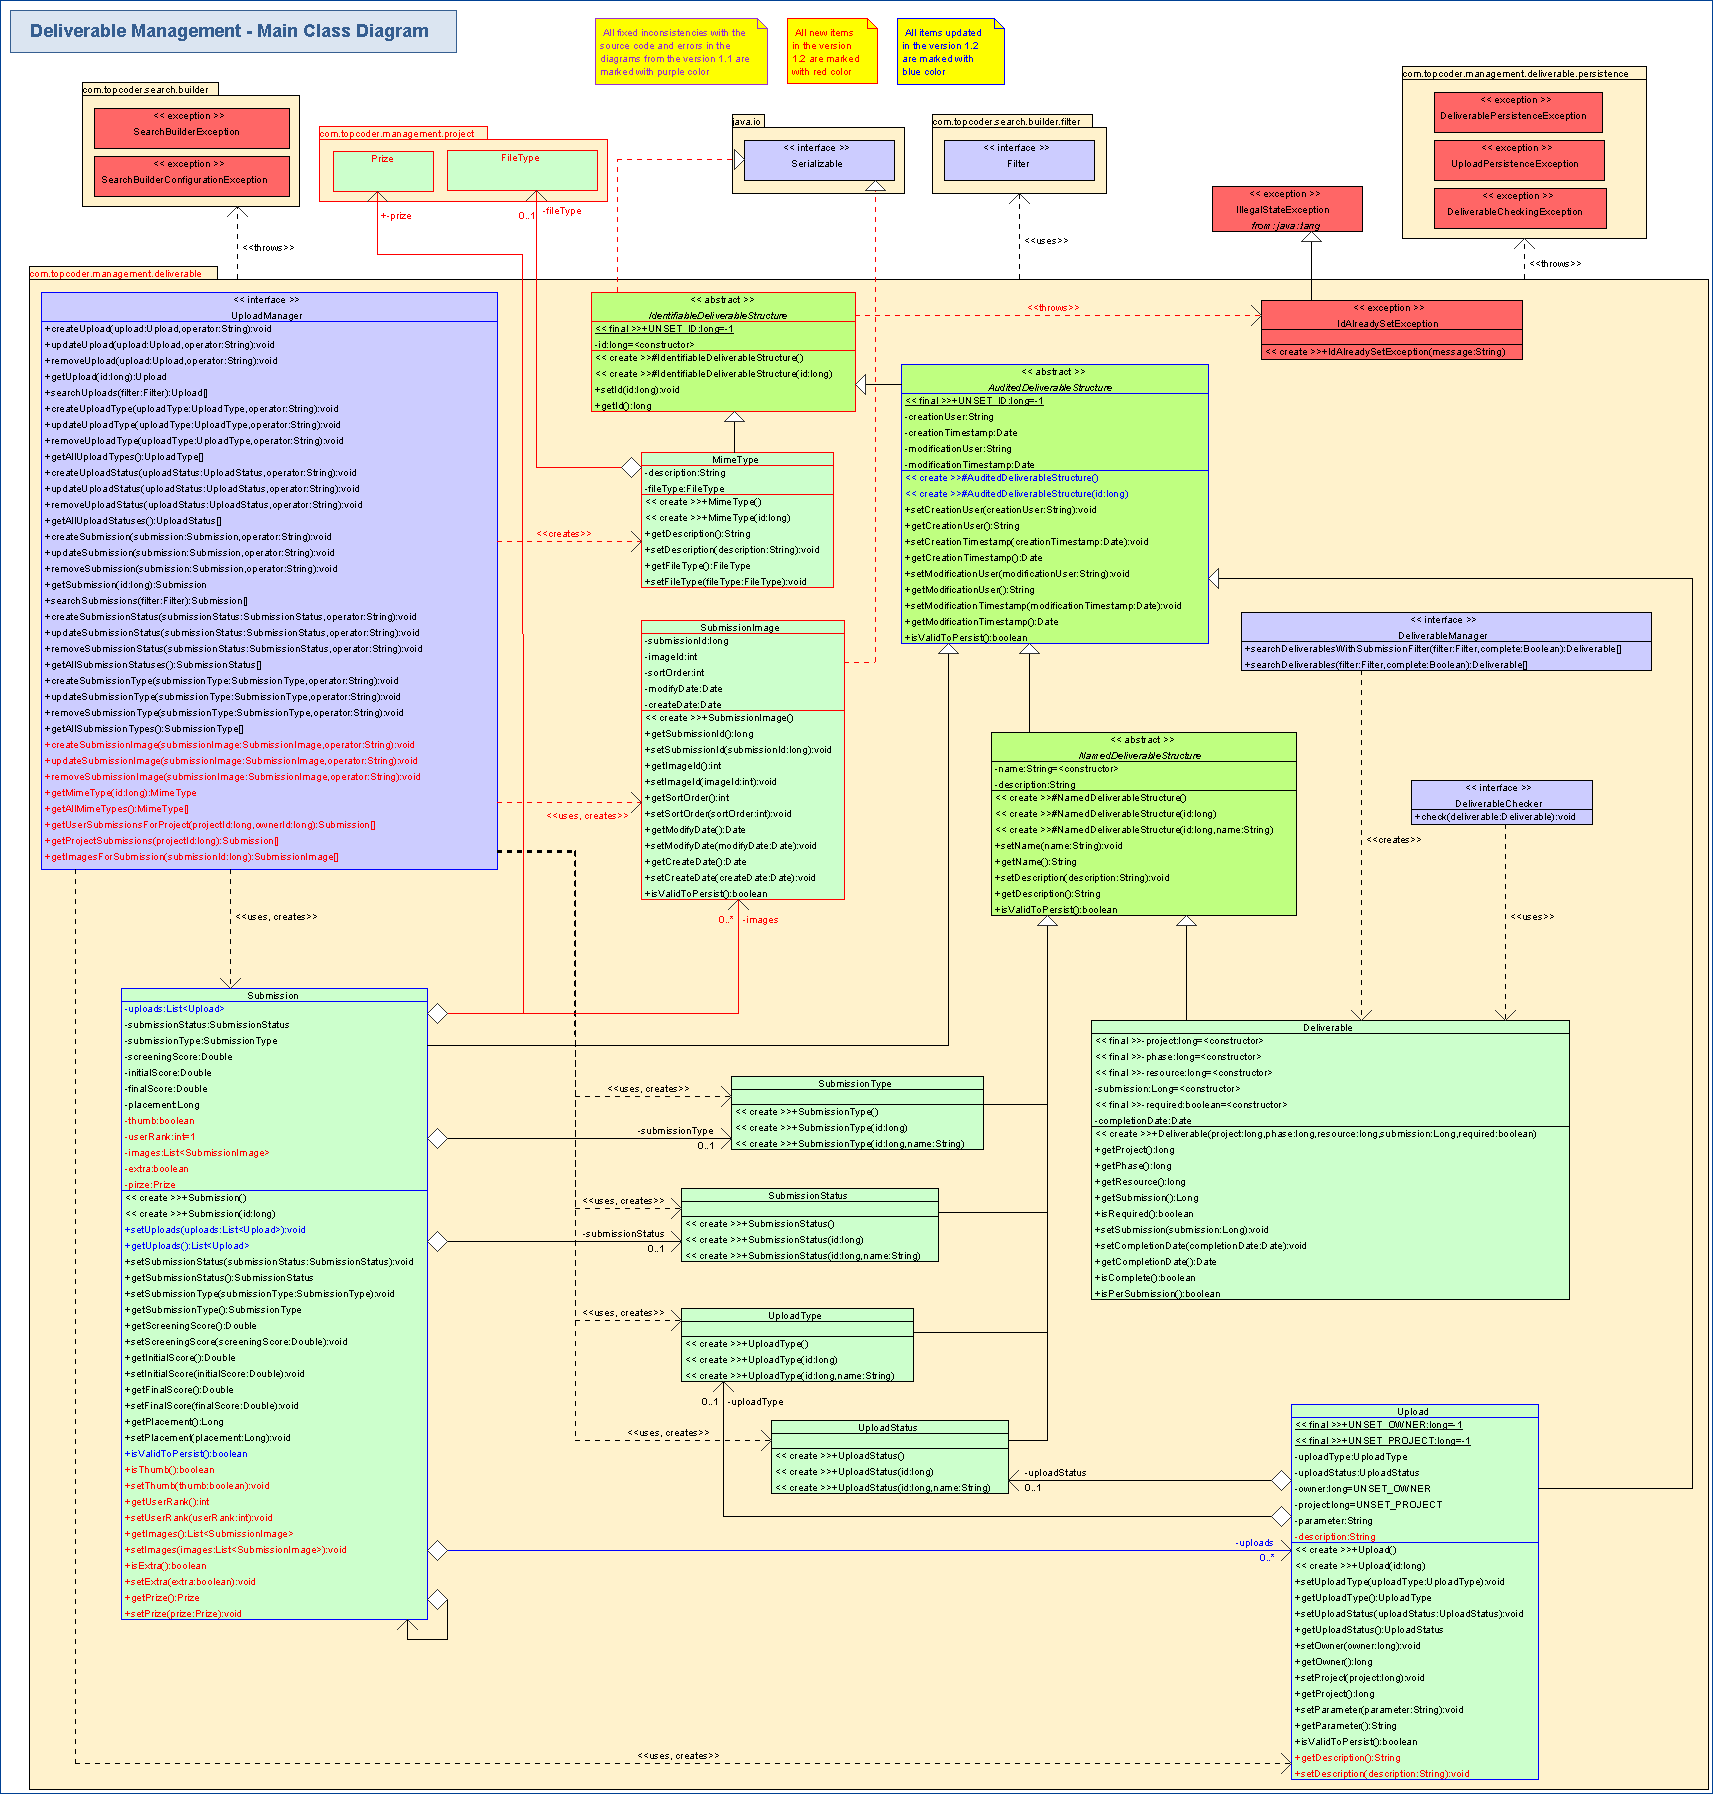 Deliverable Management - Main Class Diagram
All fixed inconsistencies with the
source code and errors in the
diagrams from the version 1.1 are
marked with purple color
All new items
in the version
1.2 are marked
with red color
All items updated
in the version 1.2
are marked with
blue color
com.topcoder.search.builder
<< exception >>
SearchBuilderException
<< exception >>
SearchBuilderConfigurationException
<<throws>>
com.topcoder.management.project
Prize
FileType
+-prize
0..1
-fileType
java.io
<< interface >>
Serializable
com.topcoder.search.builder.filter
<< interface >>
Filter
<<uses>>
<< exception >>
IllegalStateException
from :java :lang
com.topcoder.management.deliverable.persistence
<< exception >>
DeliverablePersistenceException
<< exception >>
UploadPersistenceException
<< exception >>
DeliverableCheckingException
<<throws>>
com.topcoder.management.deliverable
<< interface >>
UploadManager
+createUpload(upload:Upload,operator:String):void
+updateUpload(upload:Upload,operator:String):void
+removeUpload(upload:Upload,operator:String):void
+getUpload(id:long):Upload
+searchUploads(filter:Filter):Upload[]
+createUploadType(uploadType:UploadType,operator:String):void
+updateUploadType(uploadType:UploadType,operator:String):void
+removeUploadType(uploadType:UploadType,operator:String):void
+getAllUploadTypes():UploadType[]
+createUploadStatus(uploadStatus:UploadStatus,operator:String):void
+updateUploadStatus(uploadStatus:UploadStatus,operator:String):void
+removeUploadStatus(uploadStatus:UploadStatus,operator:String):void
+getAllUploadStatuses():UploadStatus[]
+createSubmission(submission:Submission,operator:String):void
+updateSubmission(submission:Submission,operator:String):void
+removeSubmission(submission:Submission,operator:String):void
+getSubmission(id:long):Submission
+searchSubmissions(filter:Filter):Submission[]
+createSubmissionStatus(submissionStatus:SubmissionStatus,operator:String):void
+updateSubmissionStatus(submissionStatus:SubmissionStatus,operator:String):void
+removeSubmissionStatus(submissionStatus:SubmissionStatus,operator:String):void
+getAllSubmissionStatuses():SubmissionStatus[]
+createSubmissionType(submissionType:SubmissionType,operator:String):void
+updateSubmissionType(submissionType:SubmissionType,operator:String):void
+removeSubmissionType(submissionType:SubmissionType,operator:String):void
+getAllSubmissionTypes():SubmissionType[]
+createSubmissionImage(submissionImage:SubmissionImage,operator:String):void
+updateSubmissionImage(submissionImage:SubmissionImage,operator:String):void
+removeSubmissionImage(submissionImage:SubmissionImage,operator:String):void
+getMimeType(id:long):MimeType
+getAllMimeTypes():MimeType[]
+getUserSubmissionsForProject(projectId:long,ownerId:long):Submission[]
+getProjectSubmissions(projectId:long):Submission[]
+getImagesForSubmission(submissionId:long):SubmissionImage[]
<< abstract >>
IdentifiableDeliverableStructure
<< final >>+UNSET_ID:long=-1
-id:long=<constructor>
<< create >>#IdentifiableDeliverableStructure()
<< create >>#IdentifiableDeliverableStructure(id:long)
+setId(id:long):void
+getId():long
<<throws>>
<< exception >>
IdAlreadySetException
<< create >>+IdAlreadySetException(message:String)
<< abstract >>
AuditedDeliverableStructure
<< final >>+UNSET_ID:long=-1
-creationUser:String
-creationTimestamp:Date
-modificationUser:String
-modificationTimestamp:Date
<< create >>#AuditedDeliverableStructure()
<< create >>#AuditedDeliverableStructure(id:long)
+setCreationUser(creationUser:String):void
+getCreationUser():String
+setCreationTimestamp(creationTimestamp:Date):void
+getCreationTimestamp():Date
+setModificationUser(modificationUser:String):void
+getModificationUser():String
+setModificationTimestamp(modificationTimestamp:Date):void
+getModificationTimestamp():Date
+isValidToPersist():boolean
MimeType
-description:String
-fileType:FileType
<< create >>+MimeType()
<< create >>+MimeType(id:long)
+getDescription():String
+setDescription(description:String):void
+getFileType():FileType
+setFileType(fileType:FileType):void
<<creates>>
SubmissionImage
-submissionId:long
-imageId:int
-sortOrder:int
-modifyDate:Date
-createDate:Date
<< create >>+SubmissionImage()
+getSubmissionId():long
+setSubmissionId(submissionId:long):void
+getImageId():int
+setImageId(imageId:int):void
+getSortOrder():int
+setSortOrder(sortOrder:int):void
+getModifyDate():Date
+setModifyDate(modifyDate:Date):void
+getCreateDate():Date
+setCreateDate(createDate:Date):void
+isValidToPersist():boolean
<<uses, creates>>
0..*
-images
<< interface >>
DeliverableManager
+searchDeliverablesWithSubmissionFilter(filter:Filter,complete:Boolean):Deliverable[]
+searchDeliverables(filter:Filter,complete:Boolean):Deliverable[]
<< abstract >>
NamedDeliverableStructure
-name:String=<constructor>
-description:String
<< create >>#NamedDeliverableStructure()
<< create >>#NamedDeliverableStructure(id:long)
<< create >>#NamedDeliverableStructure(id:long,name:String)
+setName(name:String):void
+getName():String
+setDescription(description:String):void
+getDescription():String
+isValidToPersist():boolean
<< interface >>
DeliverableChecker
+check(deliverable:Deliverable):void
<<creates>>
<<uses>>
<<uses, creates>>
Submission
-uploads:List<Upload>
-submissionStatus:SubmissionStatus
-submissionType:SubmissionType
-screeningScore:Double
-initialScore:Double
-finalScore:Double
-placement:Long
-thumb:boolean
-userRank:int=1
-images:List<SubmissionImage>
-extra:boolean
-pirze:Prize
<< create >>+Submission()
<< create >>+Submission(id:long)
+setUploads(uploads:List<Upload>):void
+getUploads():List<Upload>
+setSubmissionStatus(submissionStatus:SubmissionStatus):void
+getSubmissionStatus():SubmissionStatus
+setSubmissionType(submissionType:SubmissionType):void
+getSubmissionType():SubmissionType
+getScreeningScore():Double
+setScreeningScore(screeningScore:Double):void
+getInitialScore():Double
+setInitialScore(initialScore:Double):void
+getFinalScore():Double
+setFinalScore(finalScore:Double):void
+getPlacement():Long
+setPlacement(placement:Long):void
+isValidToPersist():boolean
+isThumb():boolean
+setThumb(thumb:boolean):void
+getUserRank():int
+setUserRank(userRank:int):void
+getImages():List<SubmissionImage>
+setImages(images:List<SubmissionImage>):void
+isExtra():boolean
+setExtra(extra:boolean):void
+getPrize():Prize
+setPrize(prize:Prize):void
Deliverable
<< final >>-project:long=<constructor>
<< final >>-phase:long=<constructor>
<< final >>-resource:long=<constructor>
-submission:Long=<constructor>
<< final >>-required:boolean=<constructor>
-completionDate:Date
<< create >>+Deliverable(project:long,phase:long,resource:long,submission:Long,required:boolean)
+getProject():long
+getPhase():long
+getResource():long
+getSubmission():Long
+isRequired():boolean
+setSubmission(submission:Long):void
+setCompletionDate(completionDate:Date):void
+getCompletionDate():Date
+isComplete():boolean
+isPerSubmission():boolean
<<uses, creates>>
SubmissionType
<< create >>+SubmissionType()
<< create >>+SubmissionType(id:long)
<< create >>+SubmissionType(id:long,name:String)
-submissionType
0..1
<<uses, creates>>
SubmissionStatus
<< create >>+SubmissionStatus()
<< create >>+SubmissionStatus(id:long)
<< create >>+SubmissionStatus(id:long,name:String)
-submissionStatus
0..1
<<uses, creates>>
UploadType
<< create >>+UploadType()
<< create >>+UploadType(id:long)
<< create >>+UploadType(id:long,name:String)
0..1
-uploadType
<<uses, creates>>
UploadStatus
<< create >>+UploadStatus()
<< create >>+UploadStatus(id:long)
<< create >>+UploadStatus(id:long,name:String)
-uploadStatus
0..1
-uploads
0..*
Upload
<< final >>+UNSET_OWNER:long=-1
<< final >>+UNSET_PROJECT:long=-1
-uploadType:UploadType
-uploadStatus:UploadStatus
-owner:long=UNSET_OWNER
-project:long=UNSET_PROJECT
-parameter:String
-description:String
<< create >>+Upload()
<< create >>+Upload(id:long)
+setUploadType(uploadType:UploadType):void
+getUploadType():UploadType
+setUploadStatus(uploadStatus:UploadStatus):void
+getUploadStatus():UploadStatus
+setOwner(owner:long):void
+getOwner():long
+setProject(project:long):void
+getProject():long
+setParameter(parameter:String):void
+getParameter():String
+isValidToPersist():boolean
+getDescription():String
+setDescription(description:String):void
<<uses, creates>>